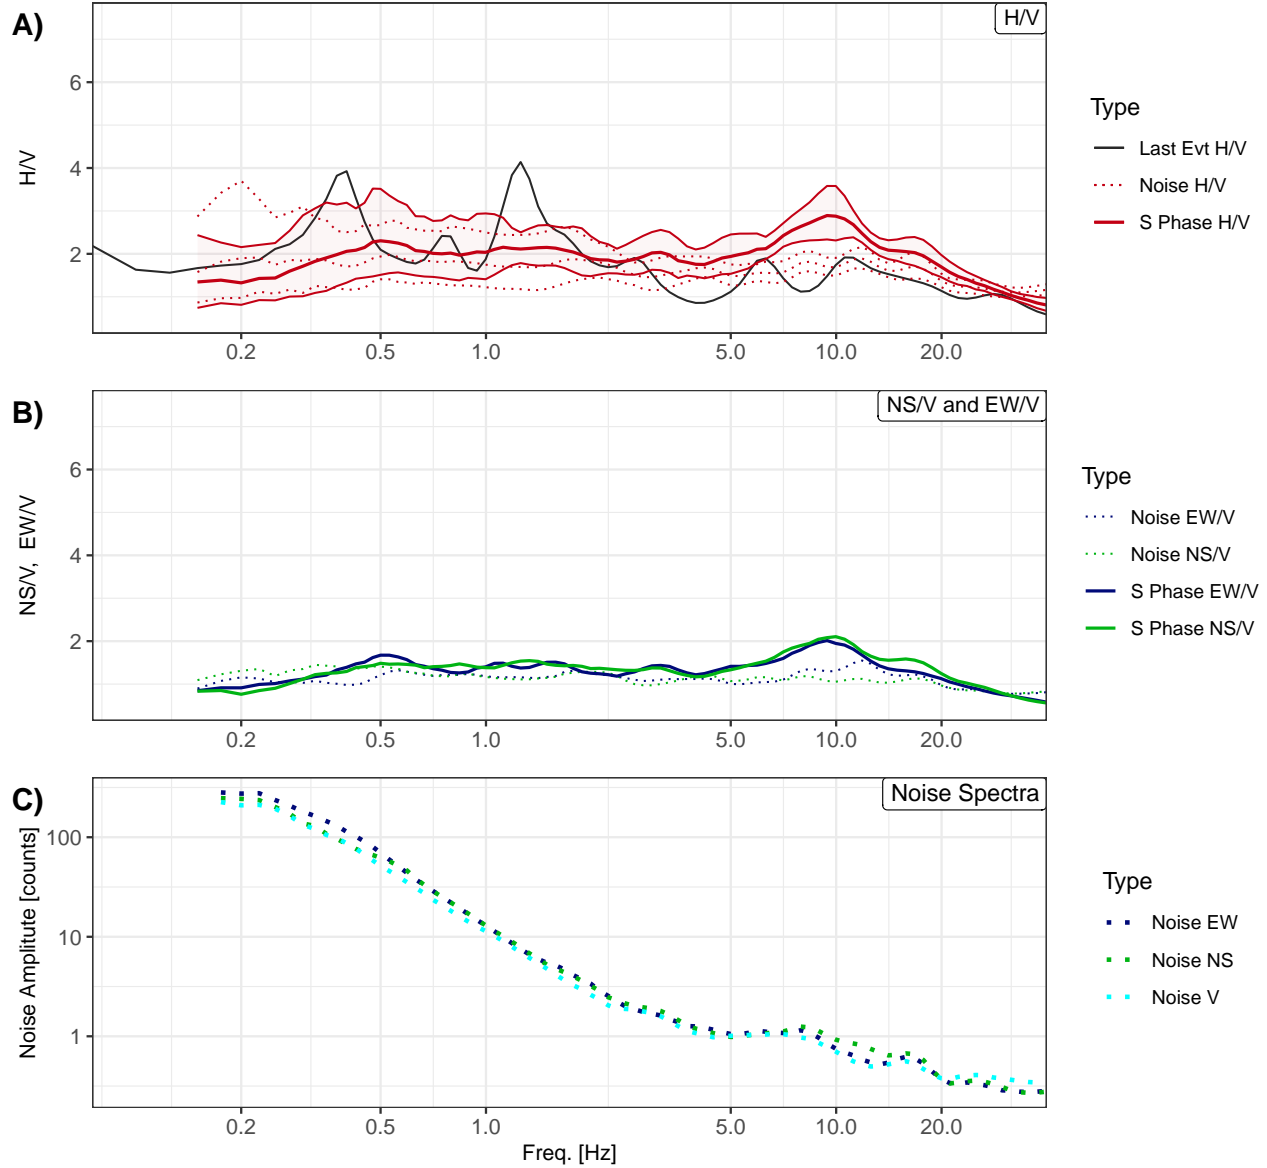 A)
H/V
6
4
2
H/V
0.2 0.5 1.0 5.0 10.0 20.0
Type
Last Evt H/V
Noise H/V
S Phase H/V
B)
NS/V and EW/V
6
4
2
NS/V, EW/V
0.2 0.5 1.0 5.0 10.0 20.0
Type
Noise EW/V
Noise NS/V
S Phase EW/V
S Phase NS/V
C)
Noise Spectra
100
10
1
Noise Amplitute [counts]
0.2 0.5 1.0 5.0 10.0 20.0
Freq. [Hz]
Type
Noise EW
Noise NS
Noise V